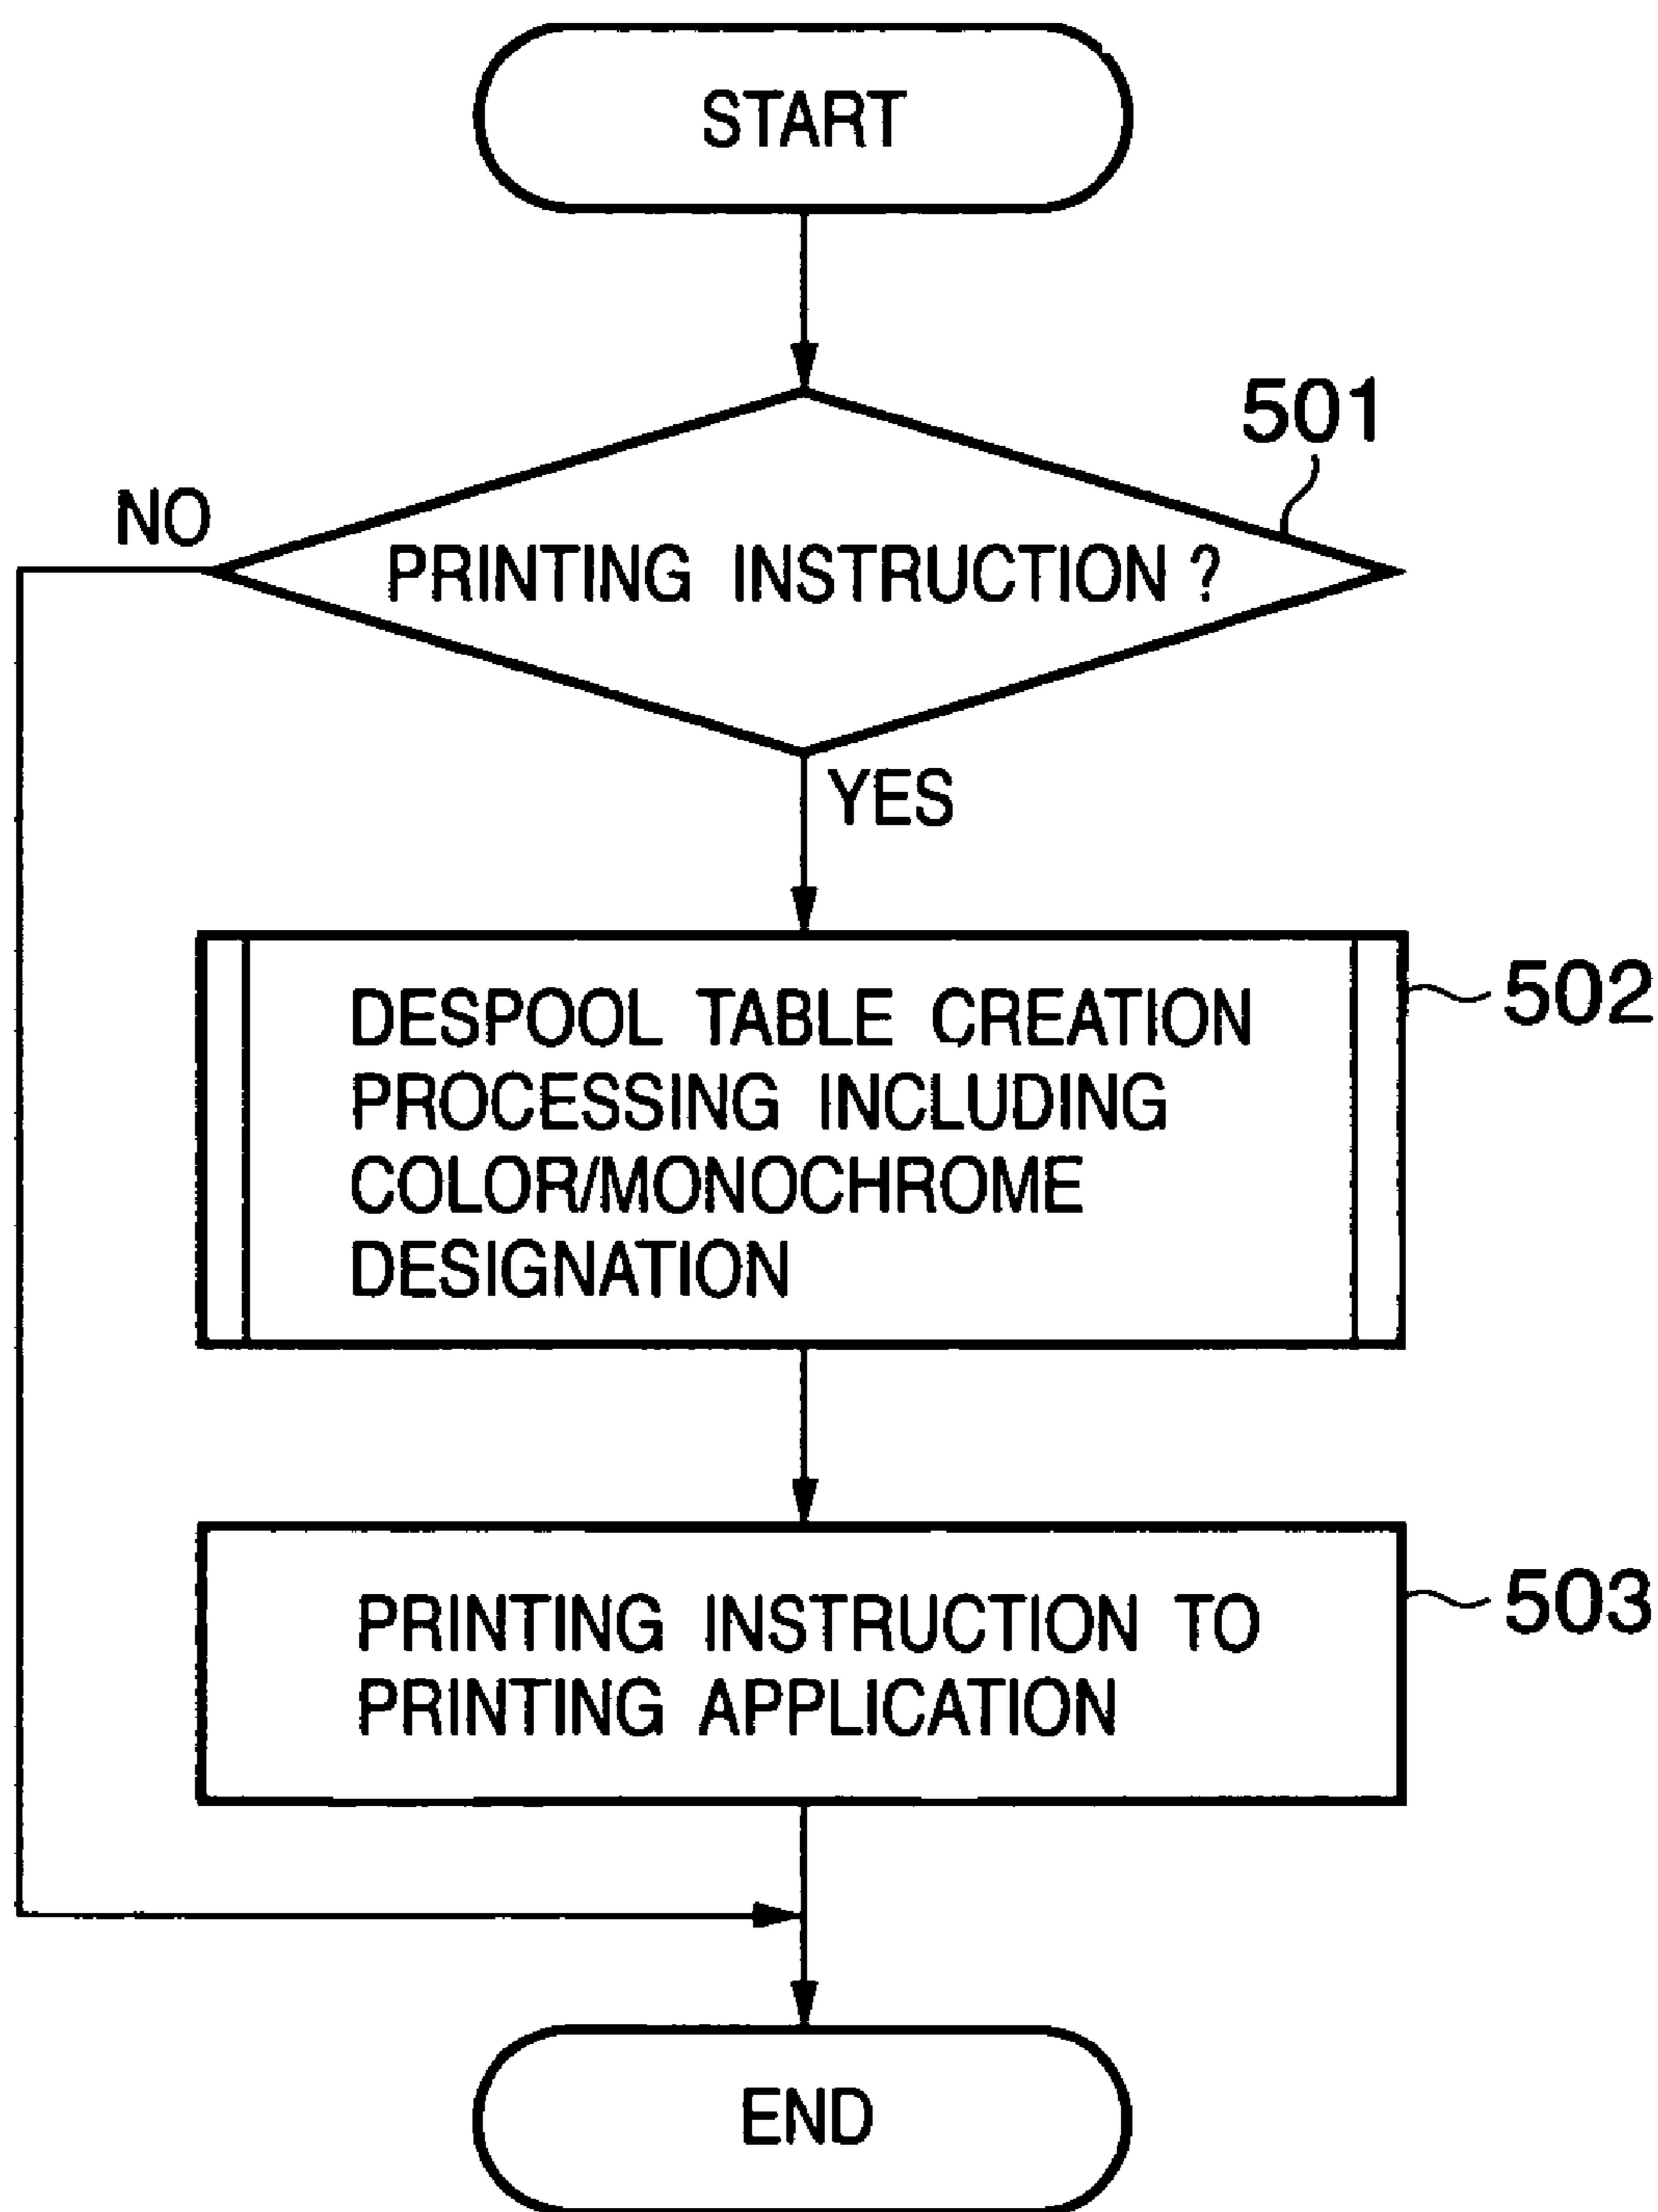 START
501
NO
PRINTING INSTRUCTION ?
YES
DESPOOL TABLE CREATION
PROCESSING INCLUDING
COLOR/MONOCHROME
DESIGNATION
502
PRINTING INSTRUCTION TO
PRINTING APPLICATION
503
END